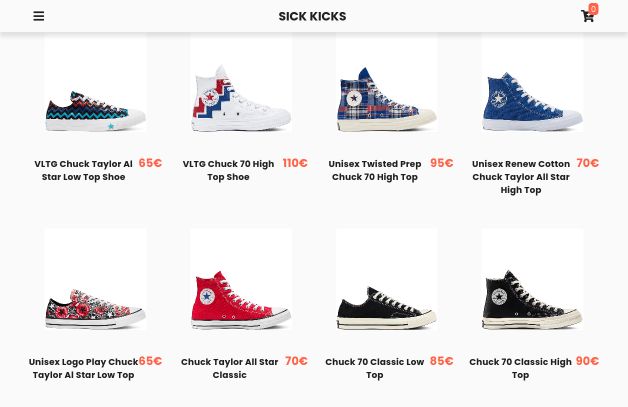 SICK KICKS
0
VLTG Chuck Taylor Al 65€
Star Low Top Shoe
VLTG Chuck 70 High 110€
Top Shoe
Unisex Twisted Prep 95€
Chuck 70 High Top
Unisex Renew Cotton 70€
Chuck Taylor All Star
High Top
Unisex Logo Play Chuck 65€
Taylor Al Star Low Top
Chuck Taylor All Star 70€
Classic
Chuck 70 Classic Low 85€
Top
Chuck 70 Classic High 90€
Top